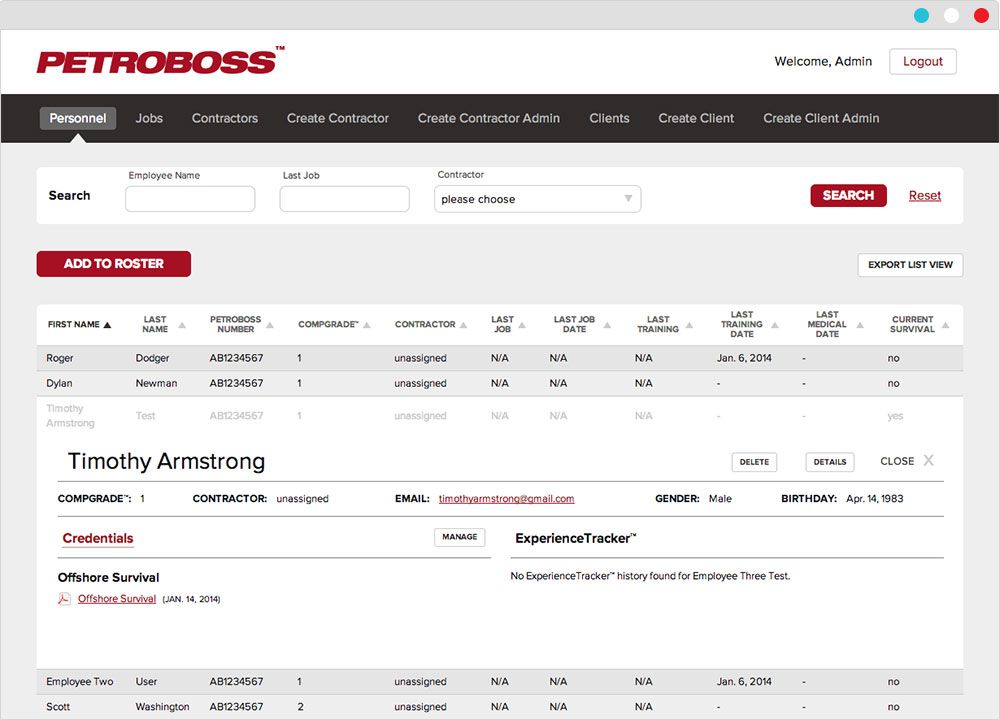 PETROBOSS™
Welcome, Admin
Logout
Personnel Jobs Contractors Create Contractor Create Contractor Admin Clients Create Client Create Client Admin
Search
Employee Name
Last Job
Contractor
please choose
SEARCH
Reset
ADD TO ROSTER
EXPORT LIST VIEW
FIRST NAME
LAST
NAME
PETROBOSS
NUMBER
COMPGRADE™
CONTRACTOR
LAST
JOB
LAST JOB
DATE
LAST
TRAINING
LAST
TRAINING
DATE
LAST
MEDICAL
DATE
CURRENT
SURVIVAL
Roger Dodger AB1234567 1 unassigned N/A N/A N/A Jan. 6, 2014 - no
Dylan Newman AB1234567 1 unassigned N/A N/A N/A - - no
Timothy
Armstrong
Test AB1234567 1 unassigned N/A N/A N/A - - yes
Timothy Armstrong
DELETE
DETAILS
CLOSE X
COMPGRADE™: 1 CONTRACTOR: unassigned EMAIL: timothyarmstrong@gmail.com GENDER: Male BIRTHDAY: Apr. 14, 1983
Credentials
MANAGE
ExperienceTracker™
Offshore Survival
Offshore Survival (JAN. 14, 2014)
No ExperienceTracker™ history found for Employee Three Test.
Employee Two User AB1234567 1 unassigned N/A N/A N/A Jan. 6, 2014 - no
Scott Washington AB1234567 2 unassigned N/A N/A N/A - - no